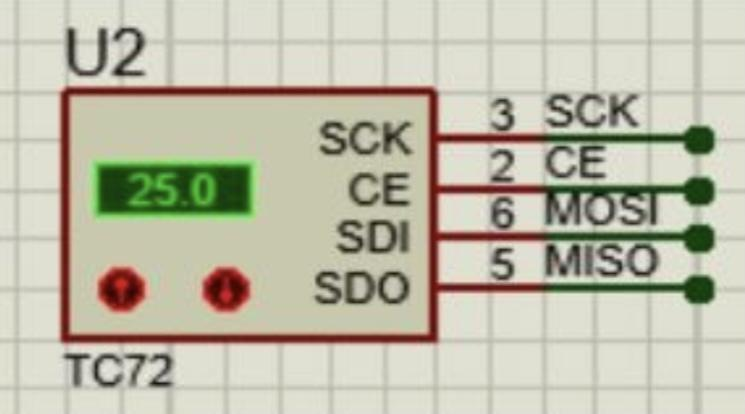 U2
SCK 3 SCK
25.0 CE 2 CE
SDI 6 MOSI
SDO 5 MISO
TC72